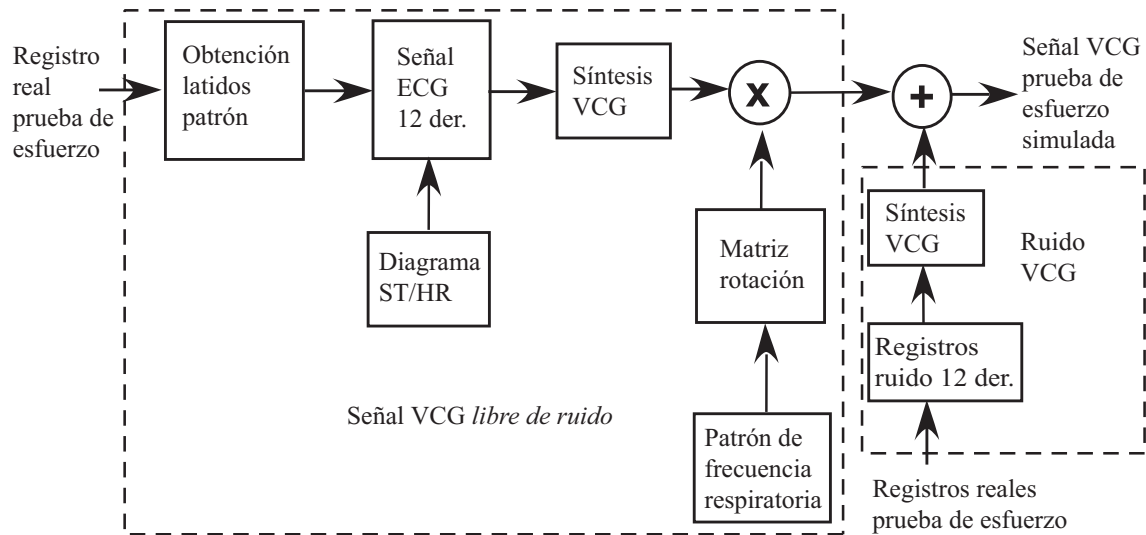 Registro
real
prueba de
esfuerzo
Obtención
latidos
patrón
Señal
ECG
12 der.
Síntesis
VCG
x
+
Señal VCG
prueba de
esfuerzo
simulada
Diagrama
ST/HR
Matriz
rotación
Síntesis
VCG
Ruido
VCG
Registros
ruido 12 der.
Señal VCG libre de ruido
Patrón de
frecuencia
respiratoria
Registros reales
prueba de esfuerzo